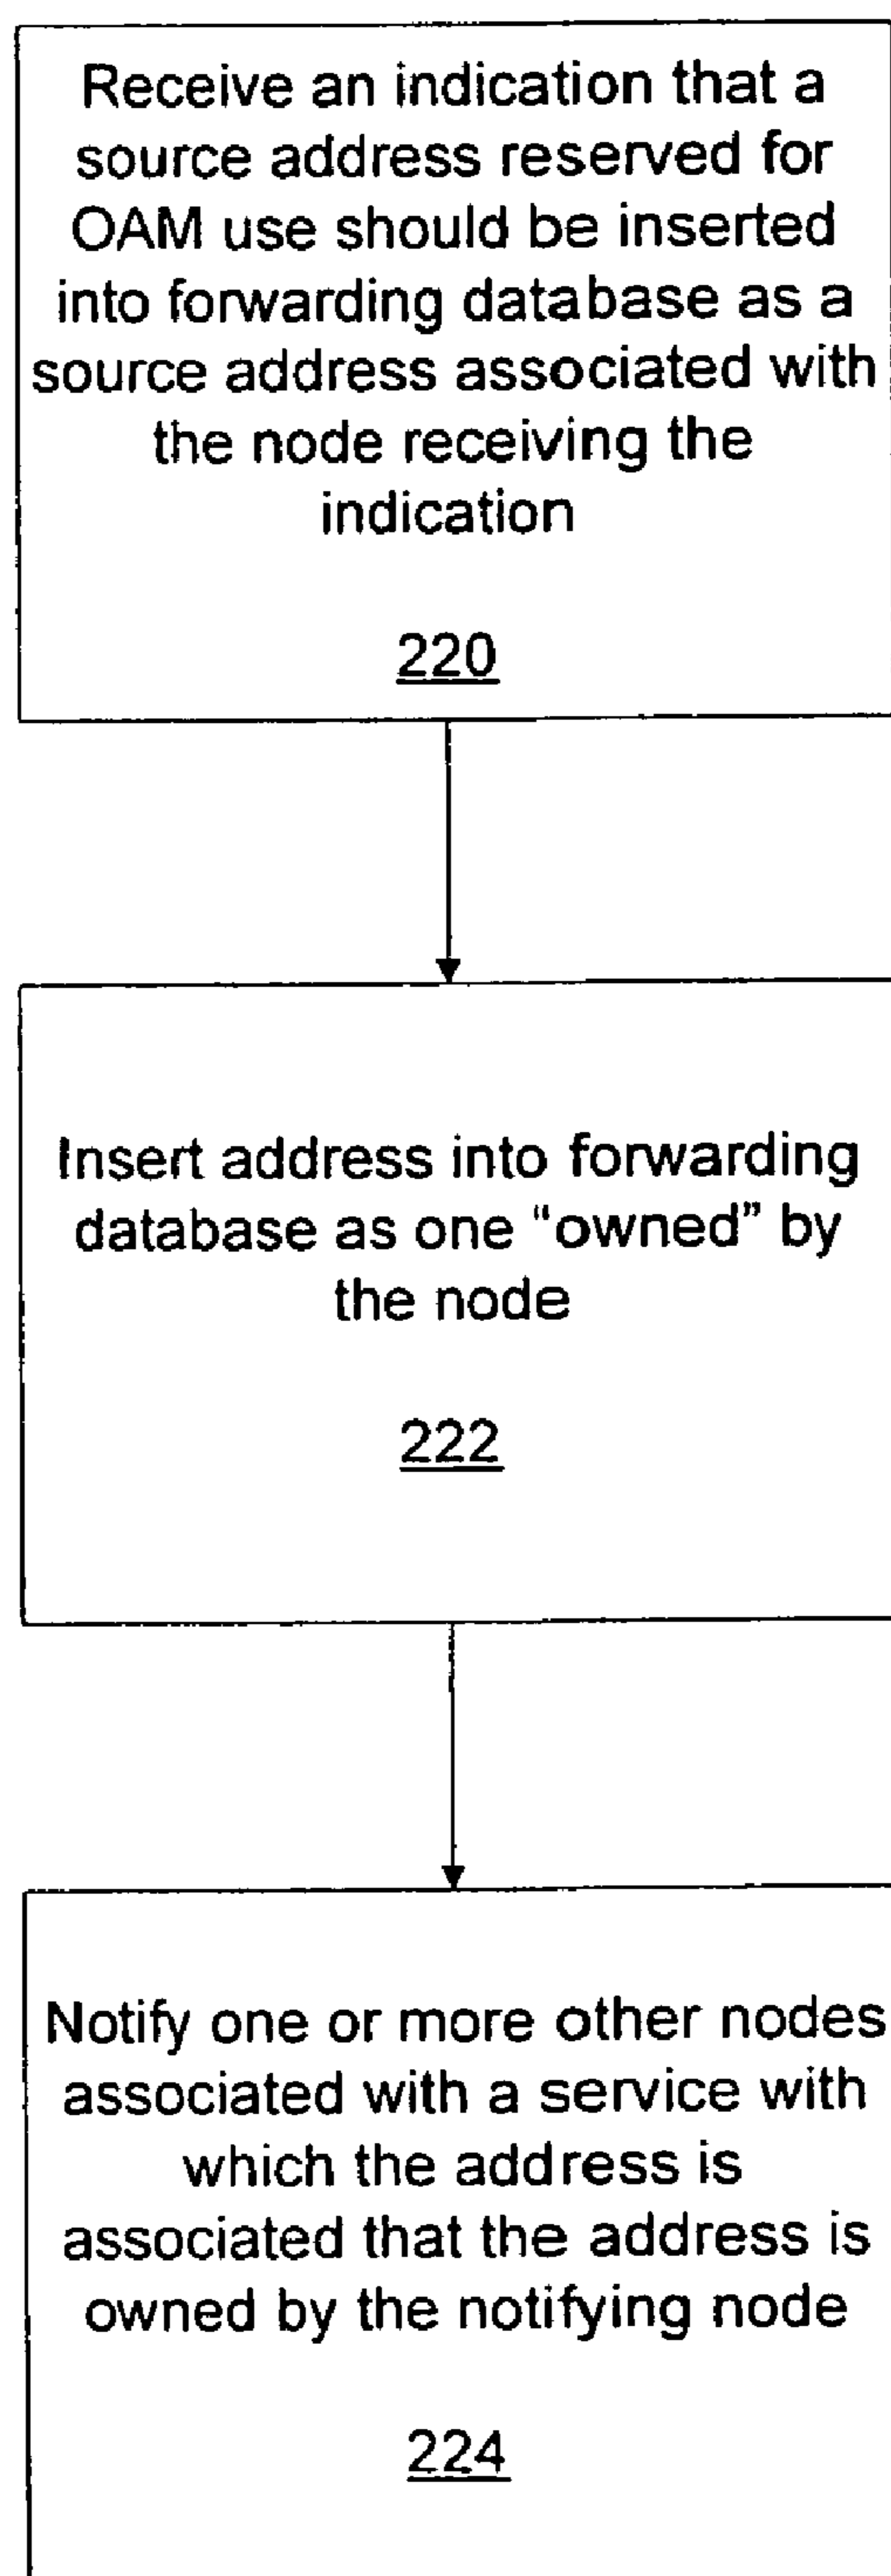 Receive an indication that a
source address reserved for
OAM use should be inserted
into forwarding database as a
source address associated with
the node receiving the
indication
220
Insert address into forwarding
database as one “owned” by
the node
222
Notify one or more other nodes
associated with a service with
which the address is
associated that the address is
owned by the notifying node
224